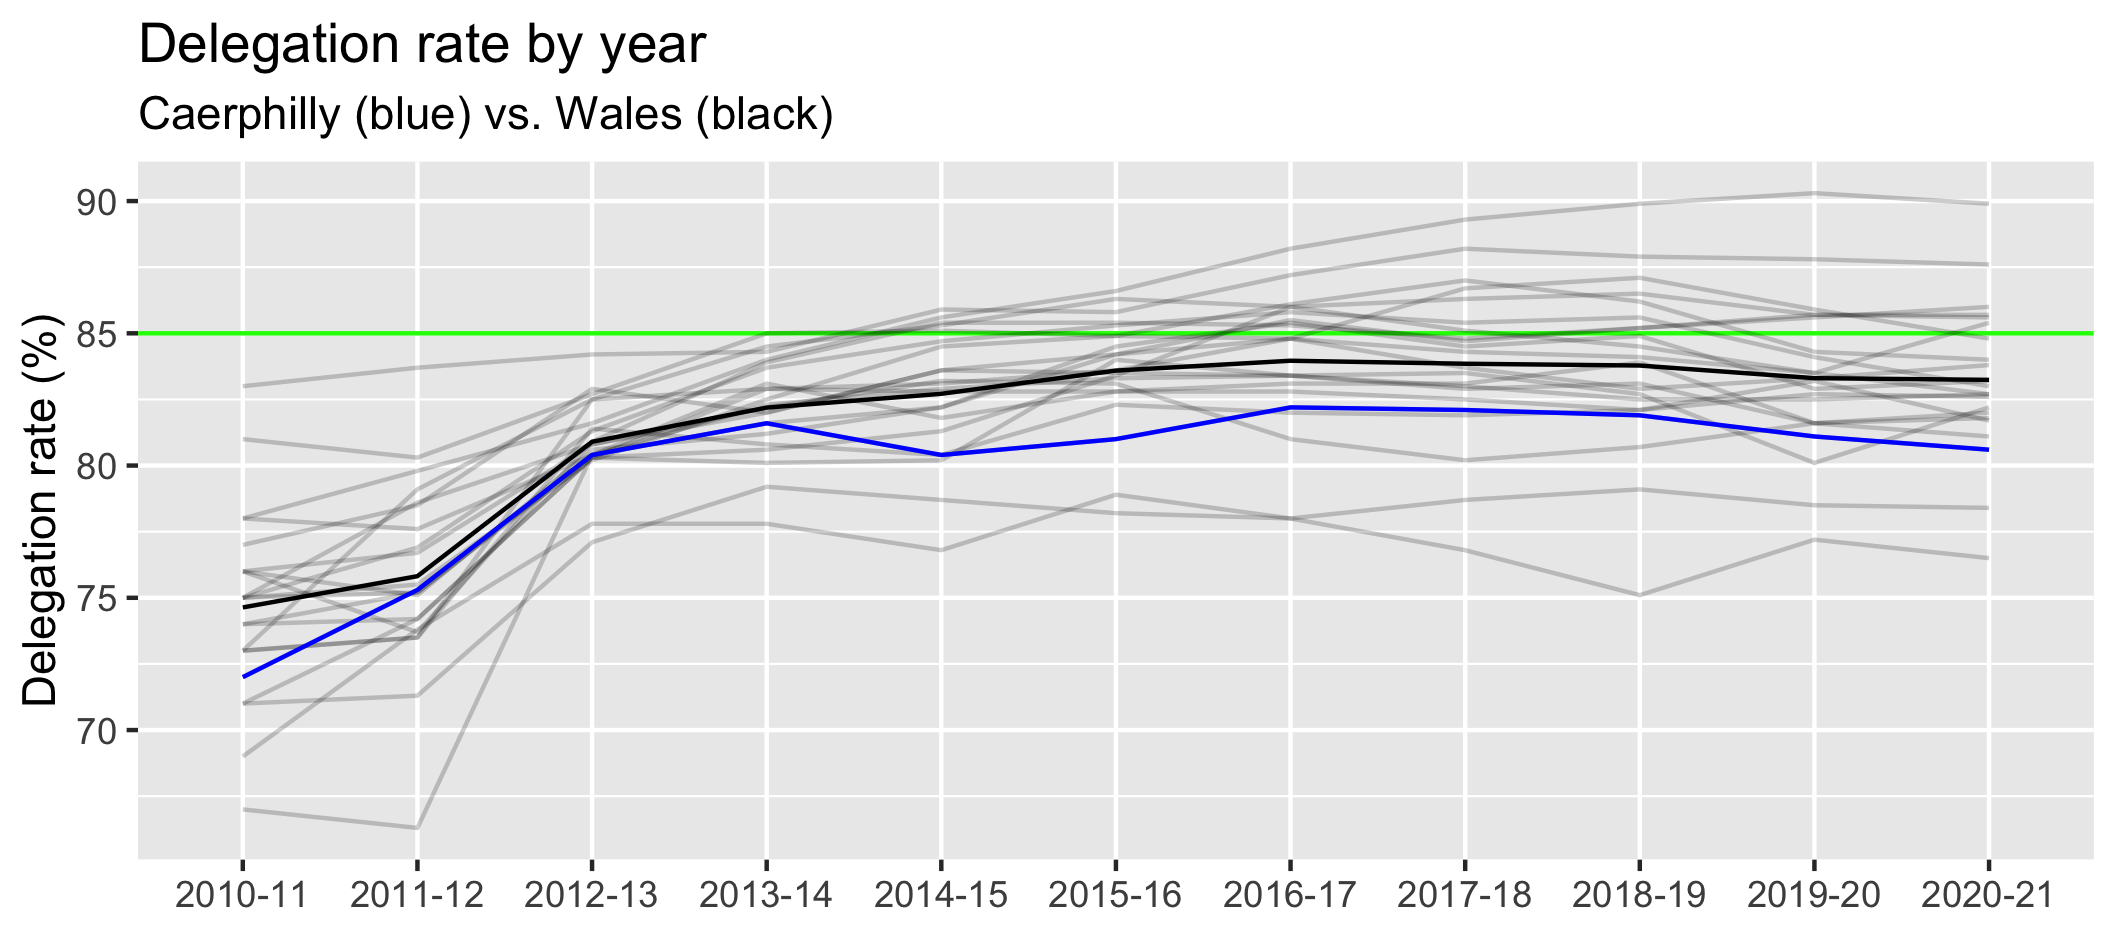 Delegation rate by year
Caerphilly (blue) vs. Wales (black)
Delegation rate (%)
90
85
80
75
70
2010-11 2011-12 2012-13 2013-14 2014-15 2015-16 2016-17 2017-18 2018-19 2019-20 2020-21